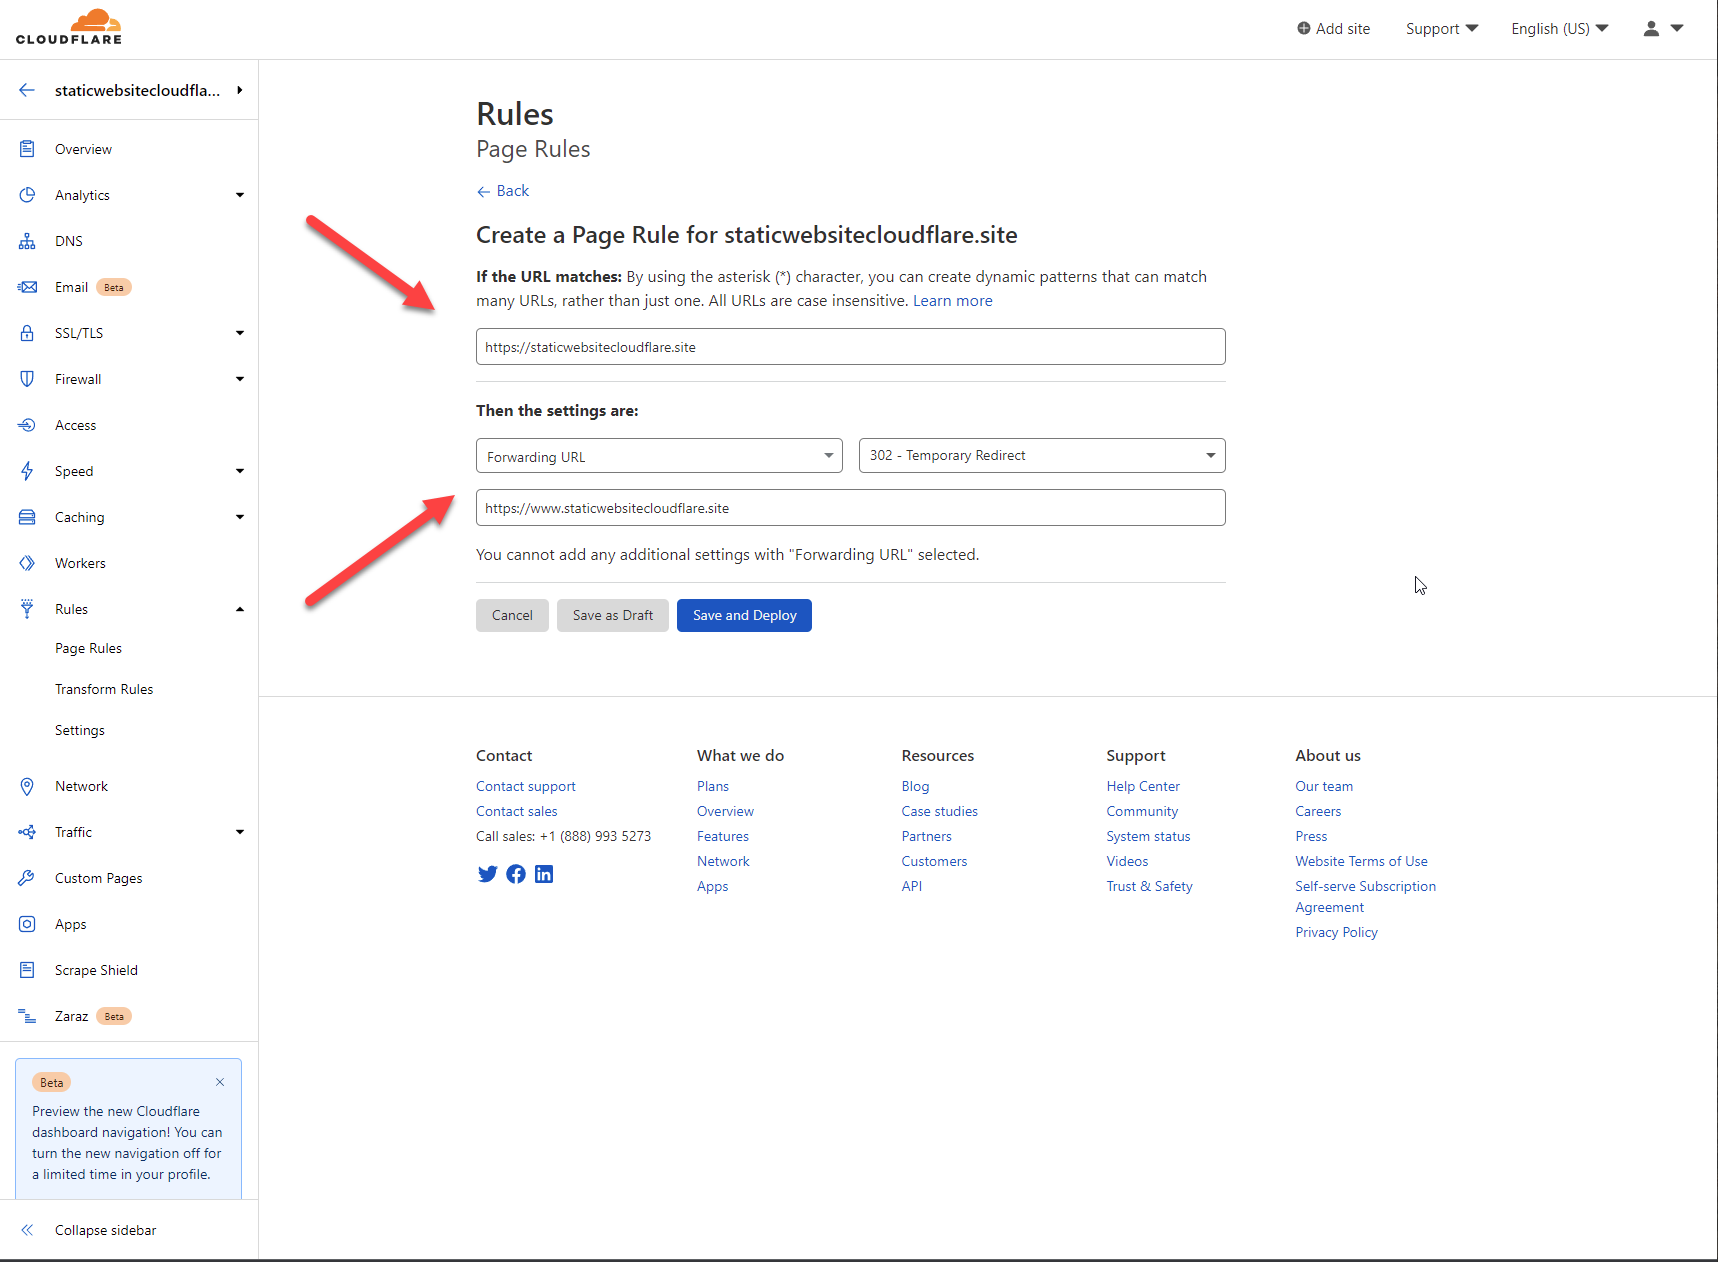 CLOUDFLARE
Add site
Support
English (US)
staticwebsitecloudfla...
Overview
Analytics
DNS
Email Beta
SSL/TLS
Firewall
Access
Speed
Caching
Workers
Rules
Page Rules
Transform Rules
Settings
Network
Traffic
Custom Pages
Apps
Scrape Shield
Zaraz Beta
Beta
Preview the new Cloudflare
dashboard navigation! You can
turn the new navigation off for
a limited time in your profile.
Collapse sidebar
Rules
Page Rules
Back
Create a Page Rule for staticwebsitecloudflare.site
If the URL matches: By using the asterisk (*) character, you can create dynamic patterns that can match
many URLs, rather than just one. All URLs are case insensitive. Learn more
https://staticwebsitecloudflare.site
Then the settings are:
Forwarding URL
302 - Temporary Redirect
https://www.staticwebsitecloudflare.site
You cannot add any additional settings with "Forwarding URL" selected.
Cancel
Save as Draft
Save and Deploy
Contact
Contact support
Contact sales
Call sales: +1 (888) 993 5273
What we do
Plans
Overview
Features
Network
Apps
Resources
Blog
Case studies
Partners
Customers
API
Support
Help Center
Community
System status
Videos
Trust & Safety
About us
Our team
Careers
Press
Website Terms of Use
Self-serve Subscription
Agreement
Privacy Policy